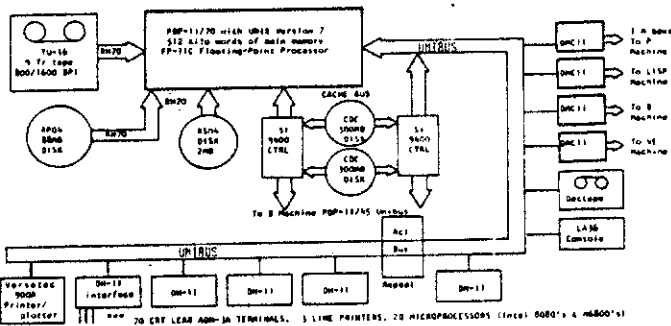 TU-16
9 Tr tape
800/1600 BPI
RH70
PDP-11/70 with UNIX Version 7
512 kilo words of main memory
FP-11C Floating-Point Processor
UNIBUS
DMC11
To P
Machine
DMC11
To LISP
Machine
DMC11
To B
Machine
DMC11
Machine
RP04
88MB
DISK
RH70
RH70
RS04
DISK
2MB
CACHE BUS
SI
9400
CTRL
CDC
300MB
DISK
CDC
300MB
DISK
SI
9400
CTRL
To B Machine PDP-11/45 Unibus
Dectape
LA36
Console
UNIBUS
Bus
Versatec
900A
Printer/
plotter
DH-11
interface
DH-11
DH-11
DH-11
DH-11
70 CRT LEAR ADM-3A TERMINALS, 3 LINE PRINTERS, 20 MICROPROCESSORS (Intel 8080's & M6800's)